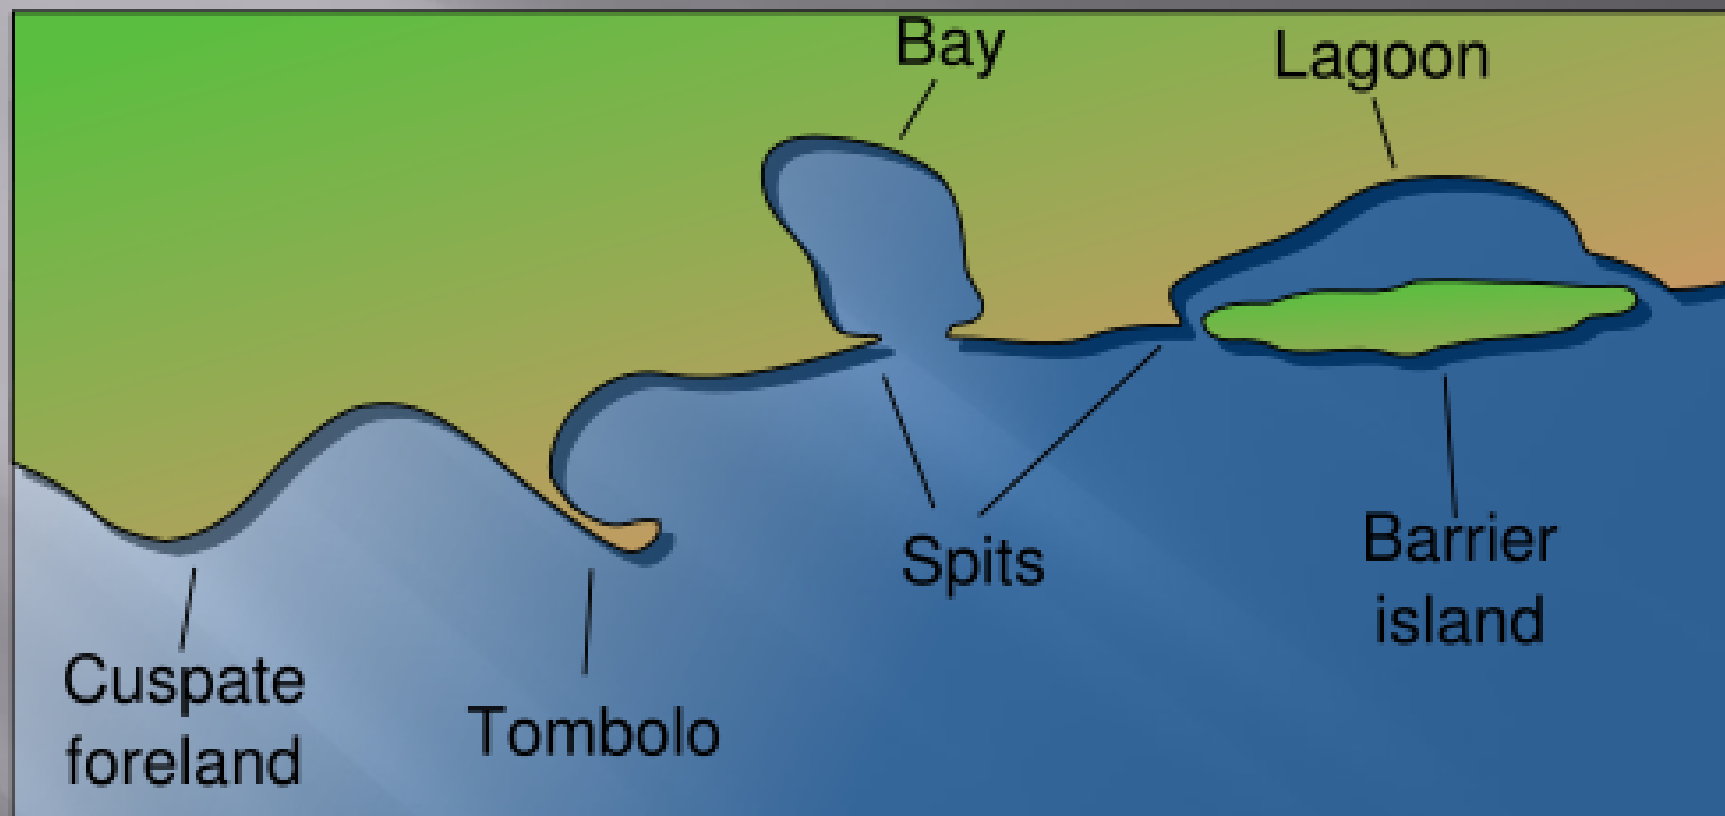 Bay
Lagoon
Spits
Barrier
island
Cuspate
foreland
Tombolo